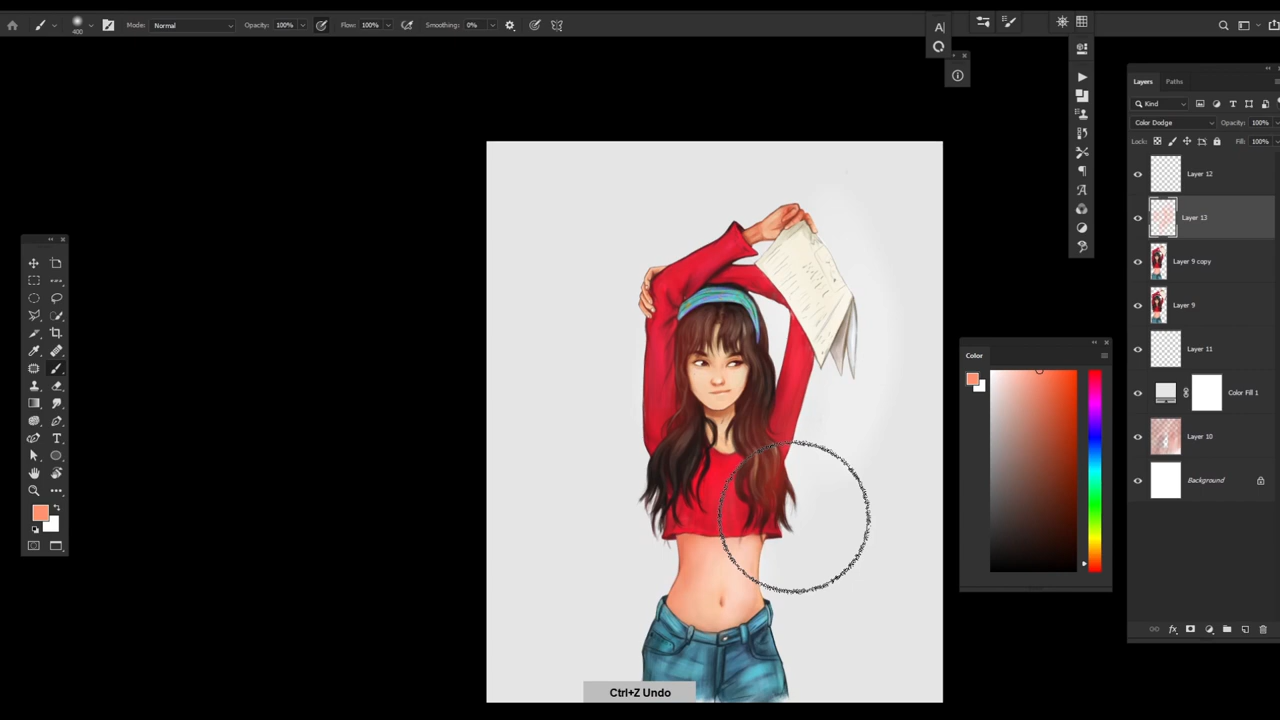 400
Mode:
Normal
Opacity:
100%
Flow:
100%
Smoothing:
0%
A|
Layers
Paths
Kind
Color Dodge
Opacity:
100%
Lock:
Fill:
100%
Layer 12
Layer 13
Layer 9 copy
Layer 9
Layer 11
Color Fill 1
Layer 10
Background
Color
Ctrl+Z Undo